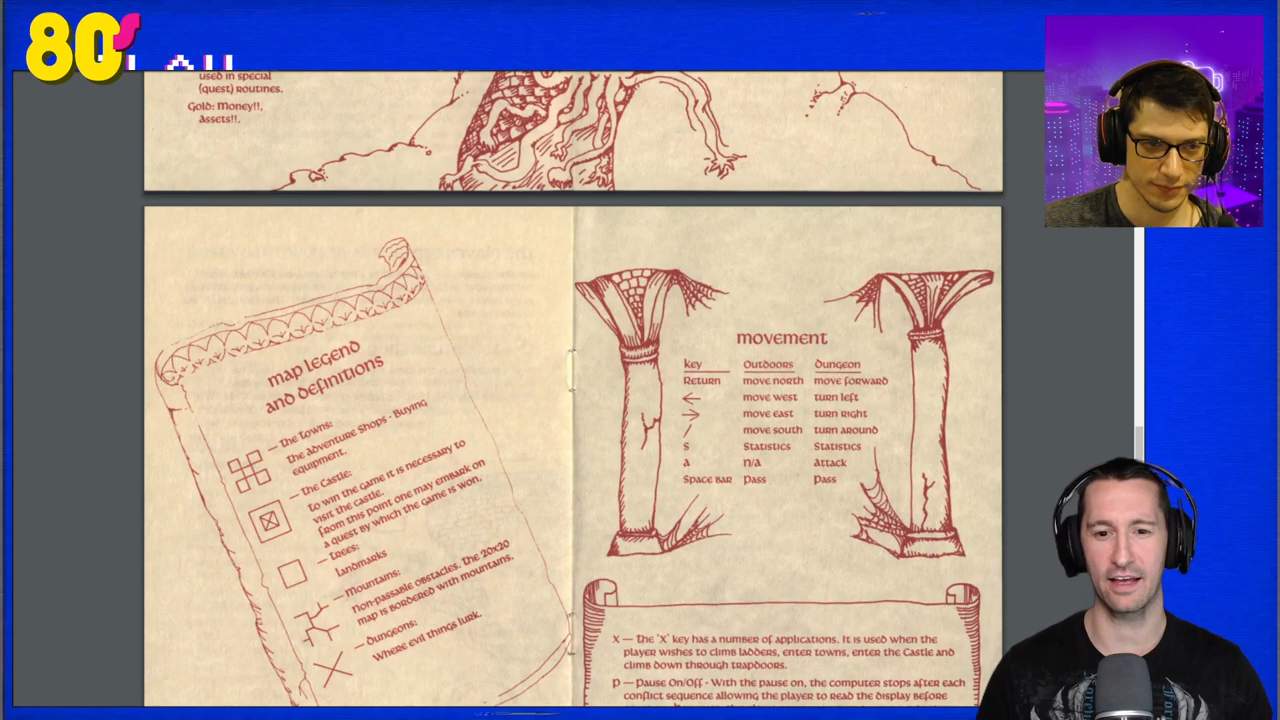 80s
PLAY
used in special
(quest) routines.
Gold: Money!!,
Assets!!.
map legend
and definitions
— The Towns:
The Adventure Shops - Buying
equipment.
— The Castle:
To win the game it is necessary to
visit the castle.
From this point one may embark on
a quest by which the game is won.
— Trees:
Landmarks
— Mountains:
Non-passable obstacles. The 20x20
map is bordered with mountains.
— Dungeons:
Where evil things lurk.
movement
Key Outdoors Dungeon
Return move north move forward
← move west turn left
→ move east turn right
/ move south turn around
S Statistics Statistics
A N/A Attack
Space Bar Pass Pass
X — The 'X' key has a number of applications. It is used when the
player wishes to climb ladders, enter towns, enter the Castle and
climb down through trapdoors.
P — Pause On/Off - With the pause on, the computer stops after each
conflict sequence allowing the player to read the display before